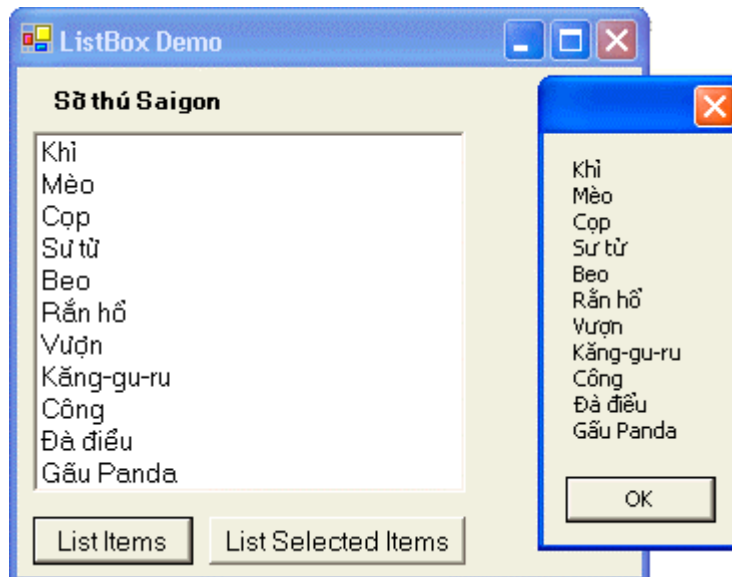 ListBox Demo
Sở thú Saigon
Khỉ
Mèo
Cọp
Sư tử
Beo
Rắn hổ
Vượn
Kăng-gu-ru
Công
Đà điểu
Gấu Panda
List Items
List Selected Items
Khỉ
Mèo
Cọp
Sư tử
Beo
Rắn hổ
Vượn
Kăng-gu-ru
Công
Đà điểu
Gấu Panda
OK